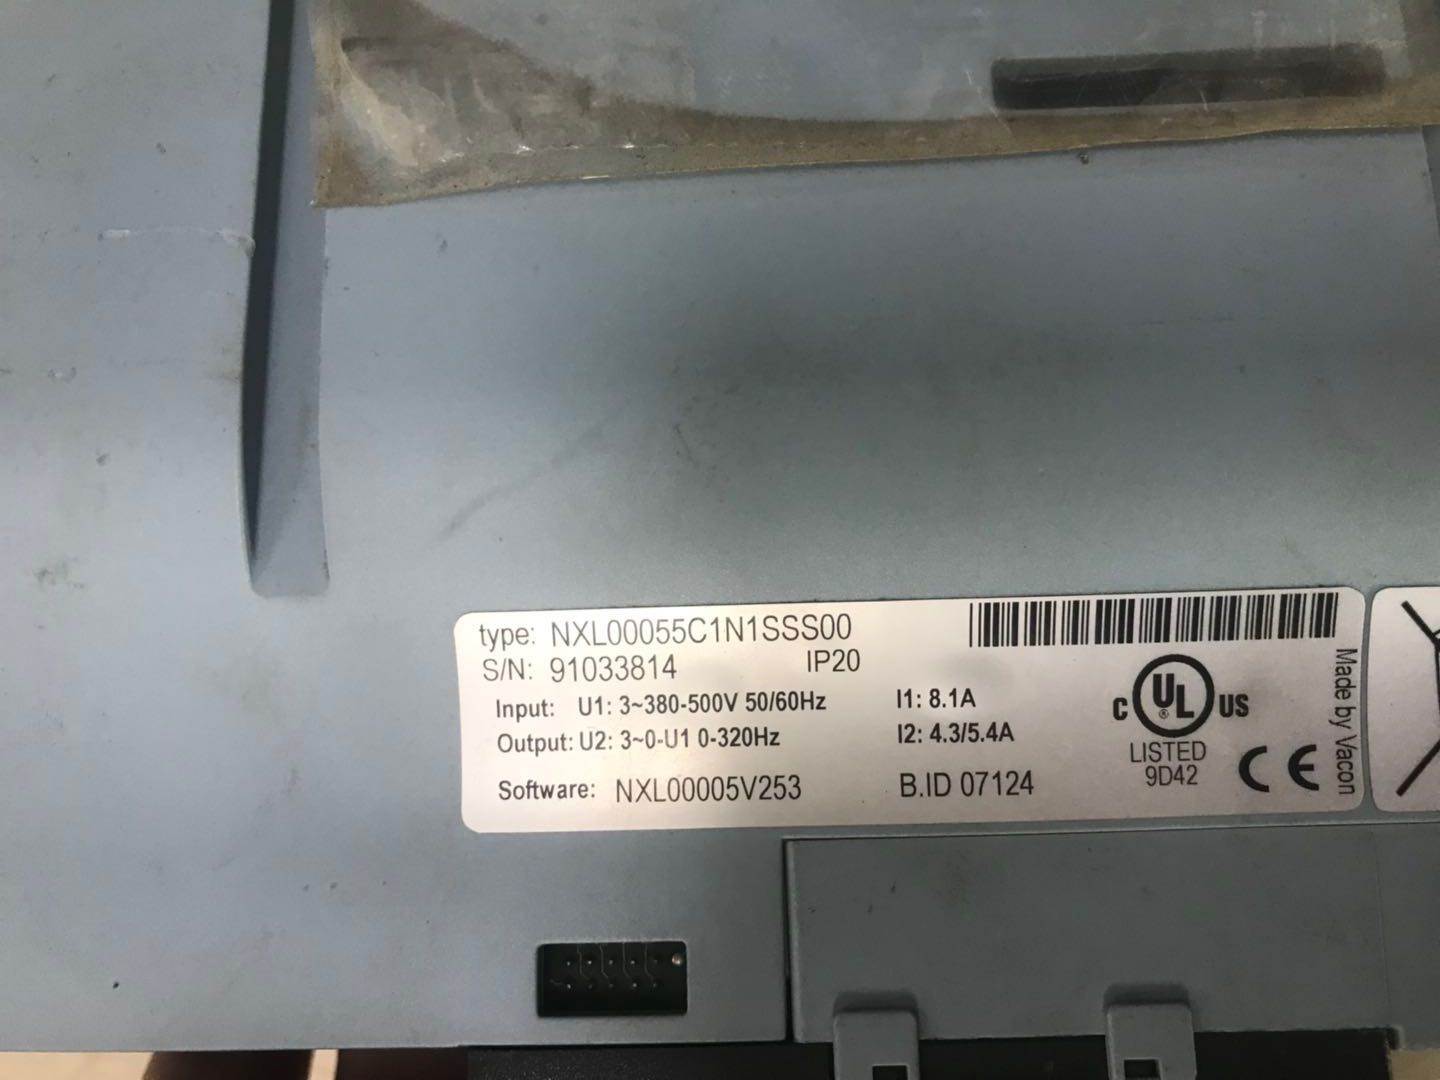 type: NXL00055C1N1SSS00
S/N: 91033814 IP20
Input: U1: 3~380-500V 50/60Hz I1: 8.1A
Output: U2: 3~0-U1 0-320Hz I2: 4.3/5.4A
Software: NXL00005V253 B.ID 07124
C UL ® US
LISTED
9D42
CE
Made by Vacon